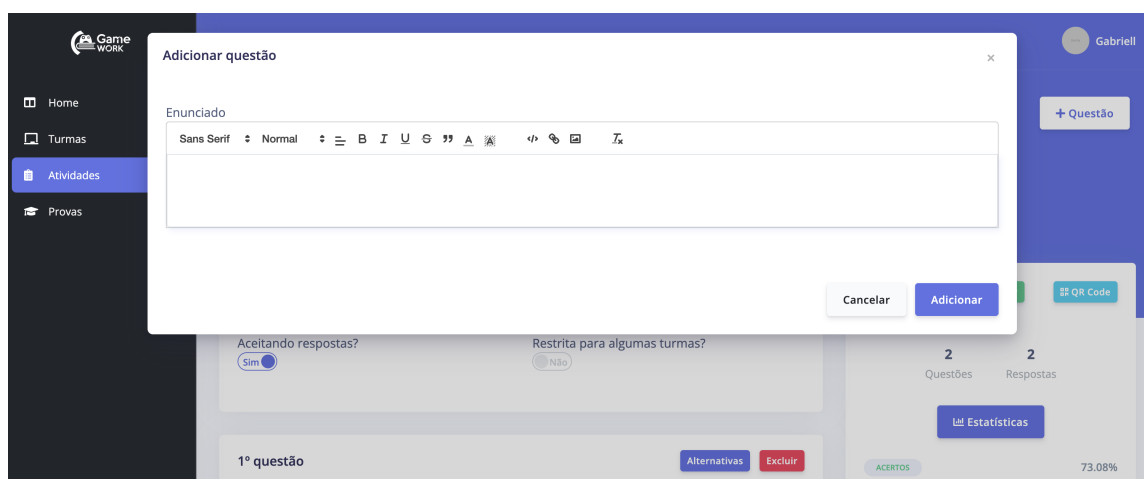 Game
WORK
Adicionar questão
×
Gabriell
Home
Enunciado
+ Questão
Sans Serif Normal B I U S A A </> Tx
Turmas
Atividades
Provas
Cancelar Adicionar
QR Code
Aceitando respostas? Restrita para algumas turmas?
Sim Não
2 2
Questões Respostas
Estatísticas
1º questão Alternativas Excluir
ACERTOS 73.08%